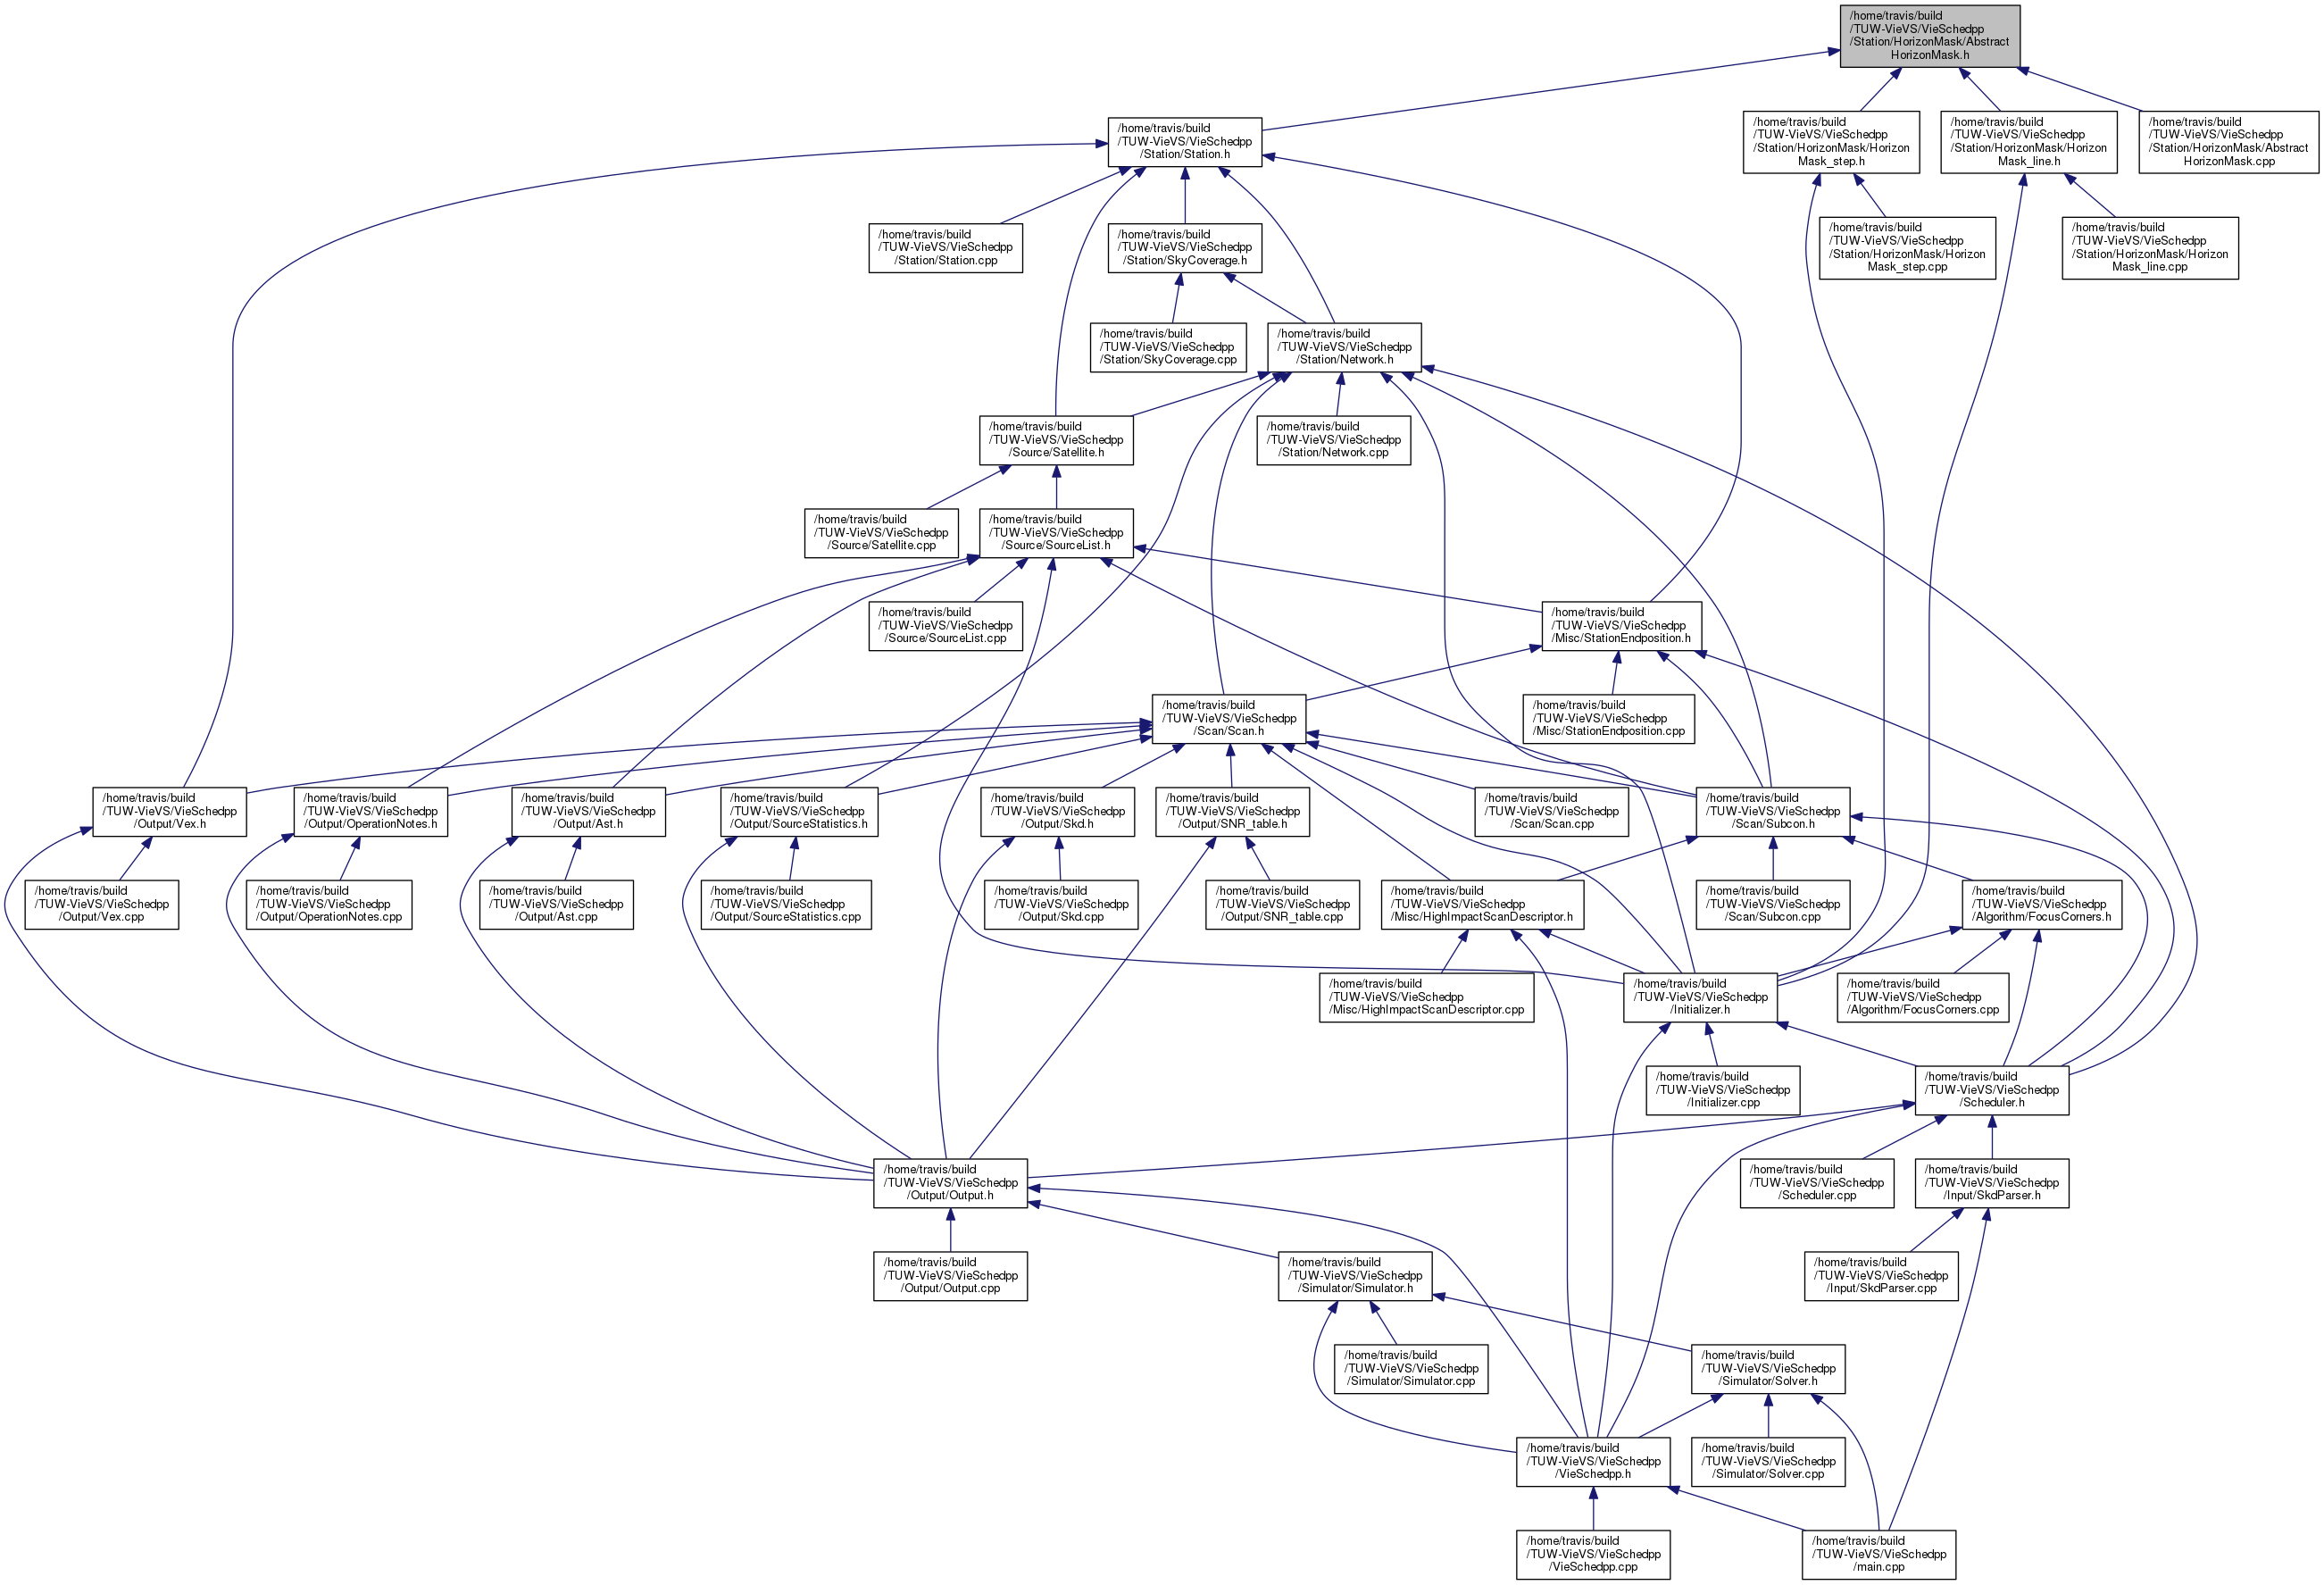 /home/travis/build
/TUW-VieVS/VieSchedpp
/Station/HorizonMask/Abstract
HorizonMask.h
/home/travis/build
/TUW-VieVS/VieSchedpp
/Station/Station.h
/home/travis/build
/TUW-VieVS/VieSchedpp
/Station/HorizonMask/Horizon
Mask_step.h
/home/travis/build
/TUW-VieVS/VieSchedpp
/Station/HorizonMask/Horizon
Mask_line.h
/home/travis/build
/TUW-VieVS/VieSchedpp
/Station/HorizonMask/Abstract
HorizonMask.cpp
/home/travis/build
/TUW-VieVS/VieSchedpp
/Station/Station.cpp
/home/travis/build
/TUW-VieVS/VieSchedpp
/Station/SkyCoverage.h
/home/travis/build
/TUW-VieVS/VieSchedpp
/Station/HorizonMask/Horizon
Mask_step.cpp
/home/travis/build
/TUW-VieVS/VieSchedpp
/Station/HorizonMask/Horizon
Mask_line.cpp
/home/travis/build
/TUW-VieVS/VieSchedpp
/Station/SkyCoverage.cpp
/home/travis/build
/TUW-VieVS/VieSchedpp
/Station/Network.h
/home/travis/build
/TUW-VieVS/VieSchedpp
/Source/Satellite.h
/home/travis/build
/TUW-VieVS/VieSchedpp
/Station/Network.cpp
/home/travis/build
/TUW-VieVS/VieSchedpp
/Source/Satellite.cpp
/home/travis/build
/TUW-VieVS/VieSchedpp
/Source/SourceList.h
/home/travis/build
/TUW-VieVS/VieSchedpp
/Source/SourceList.cpp
/home/travis/build
/TUW-VieVS/VieSchedpp
/Misc/StationEndposition.h
/home/travis/build
/TUW-VieVS/VieSchedpp
/Scan/Scan.h
/home/travis/build
/TUW-VieVS/VieSchedpp
/Misc/StationEndposition.cpp
/home/travis/build
/TUW-VieVS/VieSchedpp
/Output/Vex.h
/home/travis/build
/TUW-VieVS/VieSchedpp
/Output/OperationNotes.h
/home/travis/build
/TUW-VieVS/VieSchedpp
/Output/Ast.h
/home/travis/build
/TUW-VieVS/VieSchedpp
/Output/SourceStatistics.h
/home/travis/build
/TUW-VieVS/VieSchedpp
/Output/Skd.h
/home/travis/build
/TUW-VieVS/VieSchedpp
/Output/SNR_table.h
/home/travis/build
/TUW-VieVS/VieSchedpp
/Scan/Scan.cpp
/home/travis/build
/TUW-VieVS/VieSchedpp
/Scan/Subcon.h
/home/travis/build
/TUW-VieVS/VieSchedpp
/Output/Vex.cpp
/home/travis/build
/TUW-VieVS/VieSchedpp
/Output/OperationNotes.cpp
/home/travis/build
/TUW-VieVS/VieSchedpp
/Output/Ast.cpp
/home/travis/build
/TUW-VieVS/VieSchedpp
/Output/SourceStatistics.cpp
/home/travis/build
/TUW-VieVS/VieSchedpp
/Output/Skd.cpp
/home/travis/build
/TUW-VieVS/VieSchedpp
/Output/SNR_table.cpp
/home/travis/build
/TUW-VieVS/VieSchedpp
/Misc/HighImpactScanDescriptor.h
/home/travis/build
/TUW-VieVS/VieSchedpp
/Scan/Subcon.cpp
/home/travis/build
/TUW-VieVS/VieSchedpp
/Algorithm/FocusCorners.h
/home/travis/build
/TUW-VieVS/VieSchedpp
/Misc/HighImpactScanDescriptor.cpp
/home/travis/build
/TUW-VieVS/VieSchedpp
/Initializer.h
/home/travis/build
/TUW-VieVS/VieSchedpp
/Algorithm/FocusCorners.cpp
/home/travis/build
/TUW-VieVS/VieSchedpp
/Initializer.cpp
/home/travis/build
/TUW-VieVS/VieSchedpp
/Scheduler.h
/home/travis/build
/TUW-VieVS/VieSchedpp
/Output/Output.h
/home/travis/build
/TUW-VieVS/VieSchedpp
/Scheduler.cpp
/home/travis/build
/TUW-VieVS/VieSchedpp
/Input/SkdParser.h
/home/travis/build
/TUW-VieVS/VieSchedpp
/Output/Output.cpp
/home/travis/build
/TUW-VieVS/VieSchedpp
/Simulator/Simulator.h
/home/travis/build
/TUW-VieVS/VieSchedpp
/Input/SkdParser.cpp
/home/travis/build
/TUW-VieVS/VieSchedpp
/Simulator/Simulator.cpp
/home/travis/build
/TUW-VieVS/VieSchedpp
/Simulator/Solver.h
/home/travis/build
/TUW-VieVS/VieSchedpp
/VieSchedpp.h
/home/travis/build
/TUW-VieVS/VieSchedpp
/Simulator/Solver.cpp
/home/travis/build
/TUW-VieVS/VieSchedpp
/VieSchedpp.cpp
/home/travis/build
/TUW-VieVS/VieSchedpp
/main.cpp